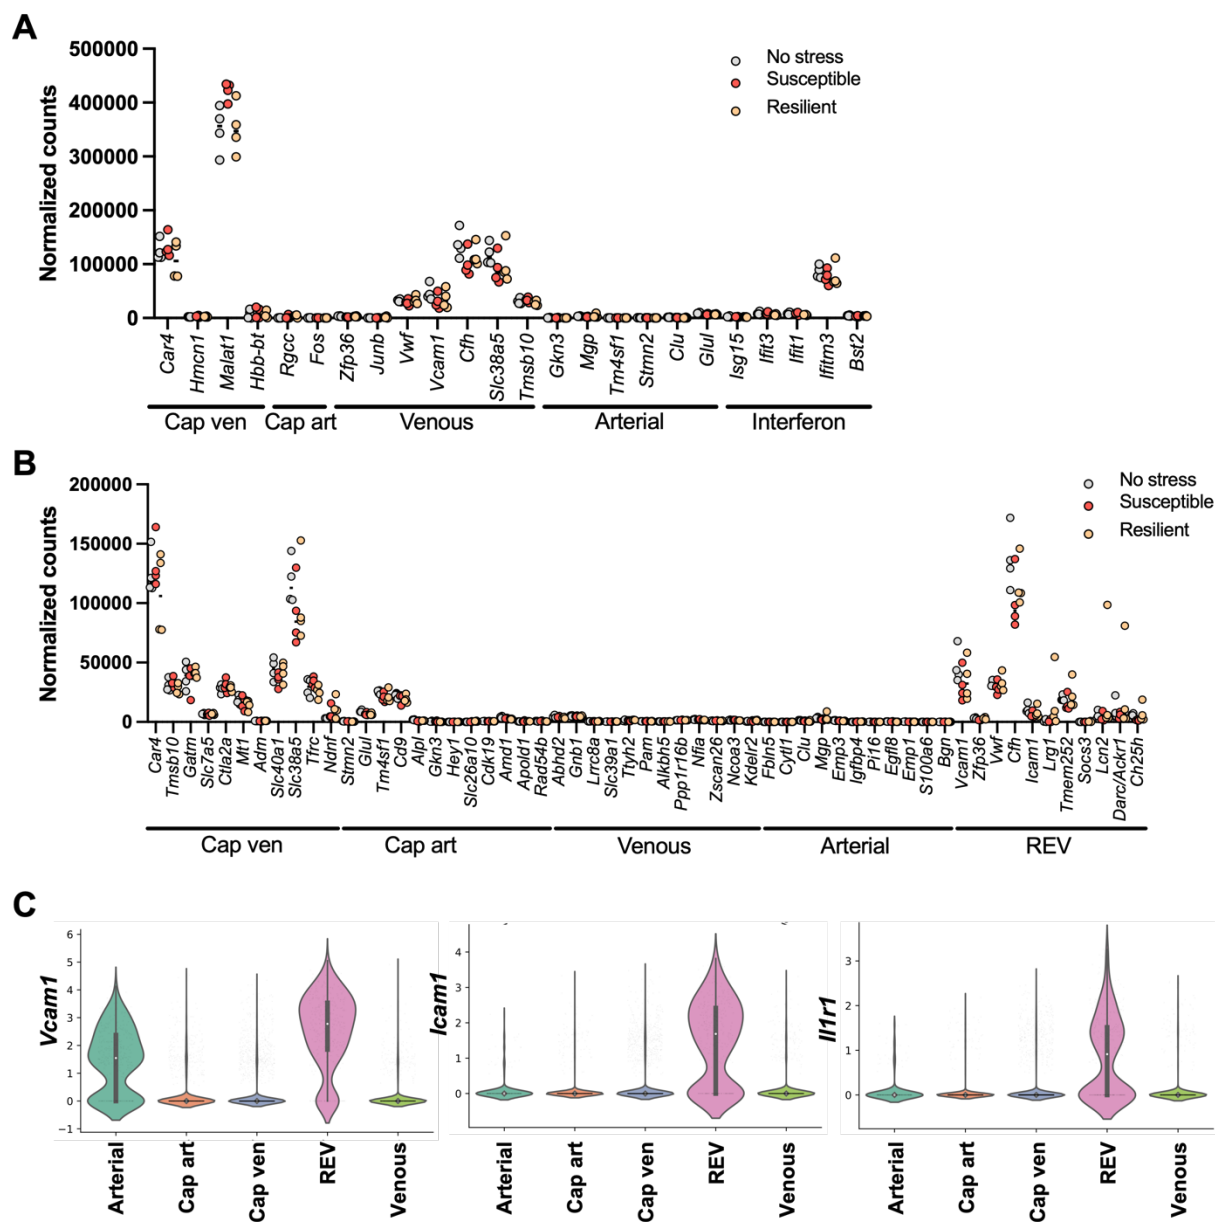 A
Normalized counts
500000
400000
300000
200000
100000
0
No stress
Susceptible
Resilient
Car4
Hmcn1
Malat1
Hbb-bt
Rgcc
Fos
Zfp36
Junb
Vwf
Vcam1
Cfh
Slc38a5
Tmsb10
Gkn3
Mgp
Tm4sf1
Stmn2
Clu
Glul
Isg15
Ifit3
Ifit1
Ifitm3
Bst2
Cap ven
Cap art
Venous
Arterial
Interferon
B
Normalized counts
200000
150000
100000
50000
0
No stress
Susceptible
Resilient
Car4
Tmsb10
Gatm
Slc7a5
Ctla2a
Mt1
Adm
Slc40a1
Slc38a5
Trfc
Ndnf
Stmn2
Glul
Tm4sf1
Cd9
Alpl
Gkn3
Hey1
Slc26a10
Cdk19
Amd1
Apold1
Rad54b
Abhd2
Gnb1
Lrrc8a
Slc39a1
Ttyh2
Pam
Alkbh5
Ppp1r16b
Nfia
Zscan26
Ncoa3
Kdelr2
Fbln5
Cytl1
Clu
Mgp
Emp3
Igfbp4
Pi16
Egfl8
Emp1
S100a6
Bgn
Vcam1
Zfp36
Vwf
Cfh
Icam1
Lrg1
Tmem252
Socs3
Lcn2
Darc/Ackr1
Ch25h
Cap ven
Cap art
Venous
Arterial
REV
C
Vcam1
6
5
4
3
2
1
0
−1
Arterial
Cap art
Cap ven
REV
Venous
Icam1
4
3
2
1
0
Arterial
Cap art
Cap ven
REV
Venous
Il1r1
3
2
1
0
Arterial
Cap art
Cap ven
REV
Venous